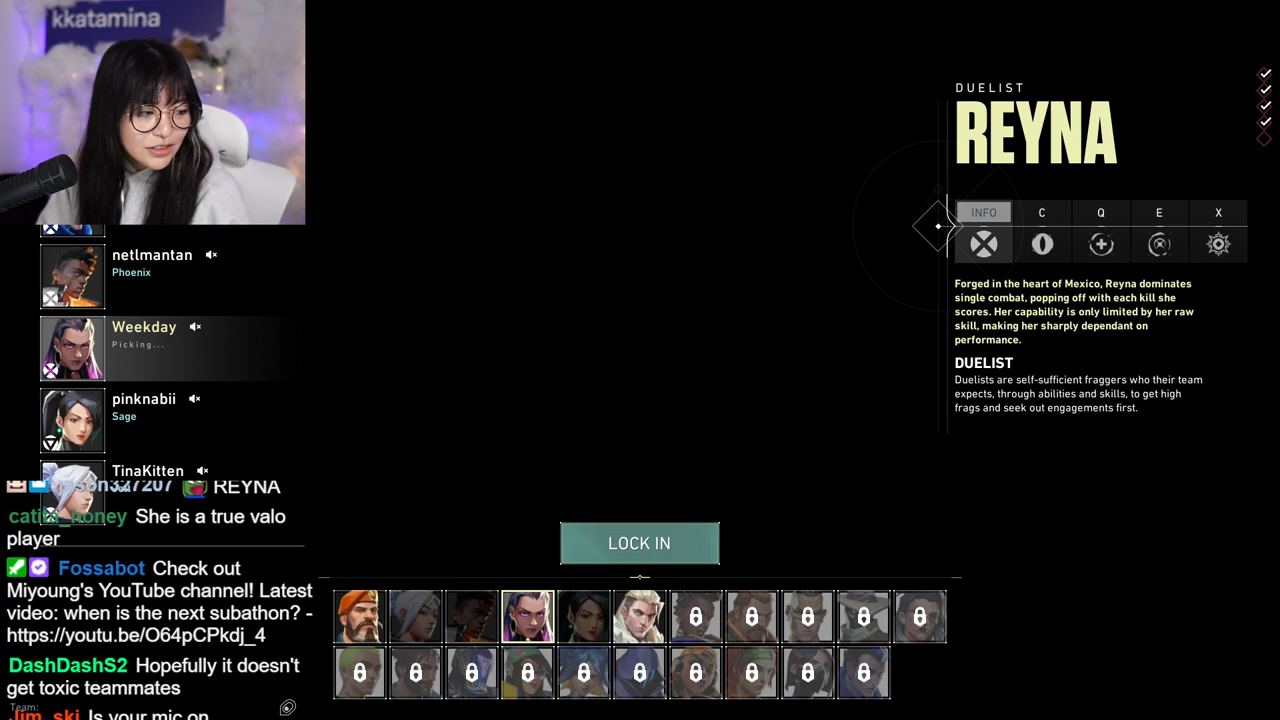 kkatamina
netlmantan
Phoenix
Weekday
Picking...
pinknabii
Sage
TinaKitten
REYNA
catita_honey She is a true valo
player
Fossabot Check out
Miyoung's YouTube channel! Latest
video: when is the next subathon? -
https://youtu.be/O64pCPkdj_4
DashDashS2 Hopefully it doesn't
get toxic teammates
Team:
Jim_ski Is your mic on
DUELIST
REYNA
INFO C Q E X
Forged in the heart of Mexico, Reyna dominates
single combat, popping off with each kill she
scores. Her capability is only limited by her raw
skill, making her sharply dependant on
performance.
DUELIST
Duelists are self-sufficient fraggers who their team
expects, through abilities and skills, to get high
frags and seek out engagements first.
LOCK IN